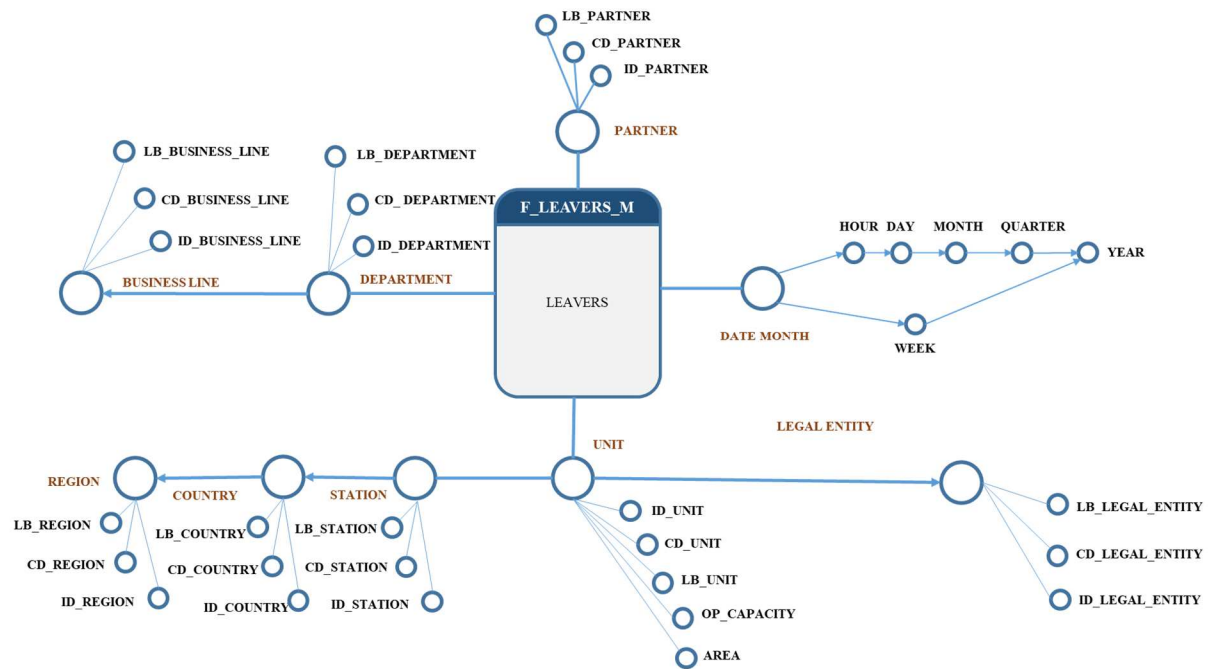 LB_PARTNER
CD_PARTNER
ID_PARTNER
PARTNER
LB_BUSINESS_LINE
CD_BUSINESS_LINE
ID_BUSINESS_LINE
BUSINESS LINE
LB_DEPARTMENT
CD_ DEPARTMENT
ID_DEPARTMENT
DEPARTMENT
F_LEAVERS_M
LEAVERS
HOUR
DAY
MONTH
QUARTER
YEAR
WEEK
DATE MONTH
UNIT
LEGAL ENTITY
REGION
COUNTRY
STATION
LB_REGION
CD_REGION
ID_REGION
LB_COUNTRY
CD_COUNTRY
ID_COUNTRY
LB_STATION
CD_STATION
ID_STATION
ID_UNIT
CD_UNIT
LB_UNIT
OP_CAPACITY
AREA
LB_LEGAL_ENTITY
CD_LEGAL_ENTITY
ID_LEGAL_ENTITY